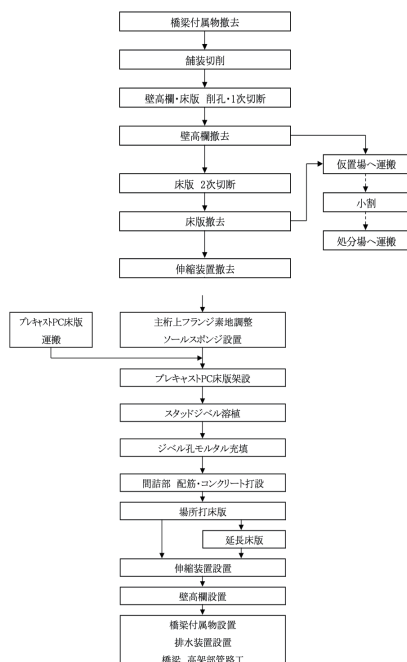 橋梁付属物撤去
舗装切削
壁高欄・床版 削孔・1次切断
壁高欄撤去
仮置場へ運搬
床版 2次切断
小割
床版撤去
処分場へ運搬
伸縮装置撤去
プレキャストPC床版
運搬
主桁上フランジ素地調整
ソールスポンジ設置
プレキャストPC床版架設
スタッドジベル溶植
ジベル孔モルタル充填
間詰部 配筋・コンクリート打設
場所打床版
延長床版
伸縮装置設置
壁高欄設置
橋梁付属物設置
排水装置設置
橋梁 高架部管路工